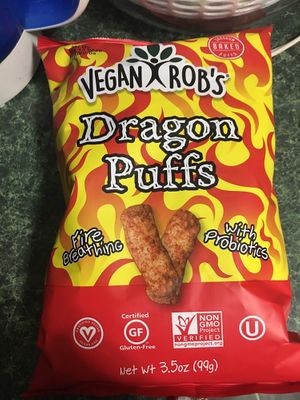 VEGAN ROB'S
BAKED
Dragon
Puffs
Fire
Breathing
with
Probiotics
Certified
GF
Gluten-Free
NON
GMO
Project
VERIFIED
nongmoproject.org
U
Net wt 3.5oz (99g)